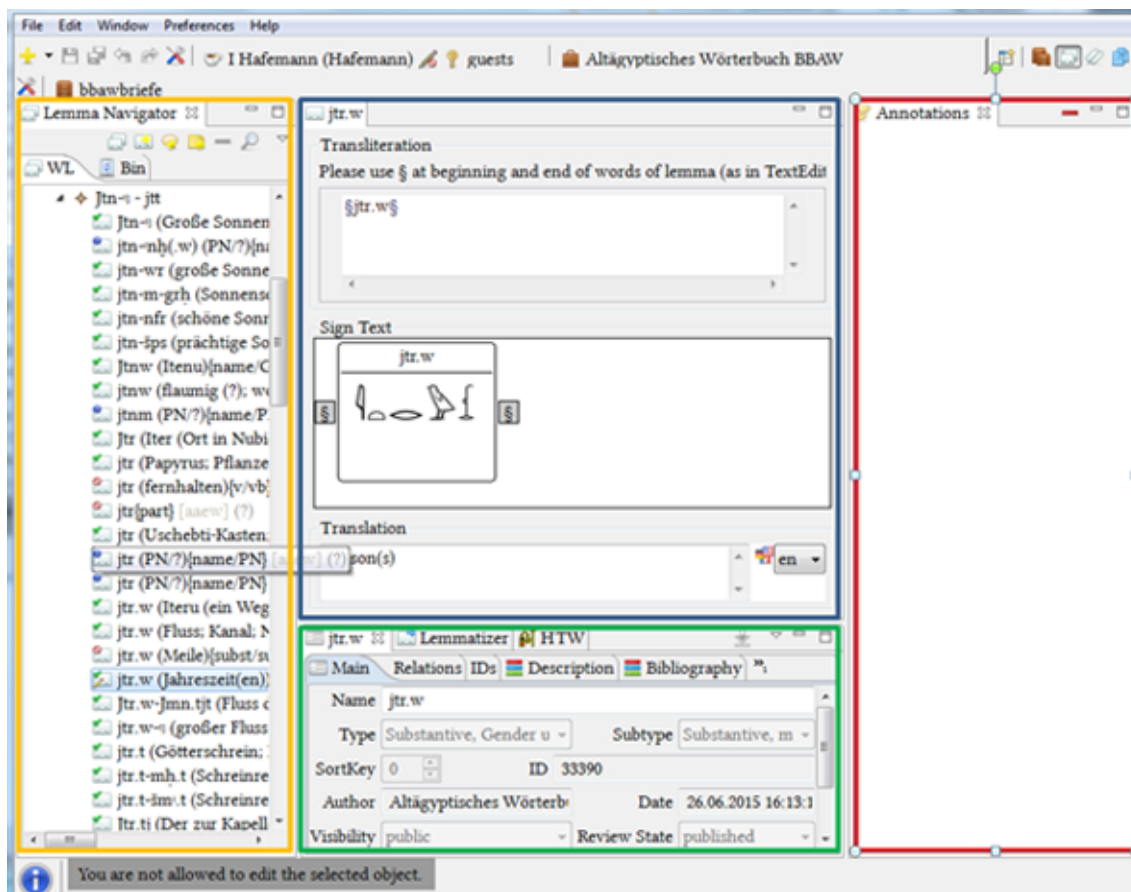 File Edit Window Preferences Help
I Hafemann (Hafemann) guests Altägyptisches Wörterbuch BBAW
bbawbriefe
Lemma Navigator
WL Bin
Jtn-ꜥꜣ - jtt
Jtn-ꜥꜣ (Große Sonnen
jtn-wr (große Sonne
jtn-m-grḥ (Sonnensc
jtn-nfr (schöne Sonn
jtn-šps (prächtige So
Jtnw (Itenu){name/
jtnw (flaumig (?); we
jtnm (PN/?){name/P
Jtr (Iter (Ort in Nubi
jtr (Papyrus; Pflanze
jtr (fernhalten){v/vb}
jtr{part} [aaew] (?)
jtr (Uschebti-Kasten;
jtr (PN/?){name/PN} [aaew] (?)
jtr (PN/?){name/PN}
jtr.w (Iteru (ein Weg
jtr.w (Fluss; Kanal; N
jtr.w (Meile){subst/su
jtr.w (Jahreszeit(en))
Jtr.w-Jmn.tjt (Fluss
jtr.w-ꜥꜣ (großer Fluss
jtr.t (Götterschrein;
jtr.t-mḥ.t (Schreinre
jtr.t-šmꜥ.t (Schreinre
Jtr.tj (Der zur Kapell
jtr.w
Transliteration
Please use § at beginning and end of words of lemma (as in TextEdit
§jtr.w§
Sign Text
jtr.w
§ §
Translation
son(s)
en
jtr.w Lemmatizer HTW
Main Relations IDs Description Bibliography
Name jtr.w
Type Substantive, Gender u Subtype Substantive, m
SortKey 0 ID 33390
Author Altägyptisches Wörterb Date 26.06.2015 16:13:1
Visibility public Review State published
Annotations
You are not allowed to edit the selected object.